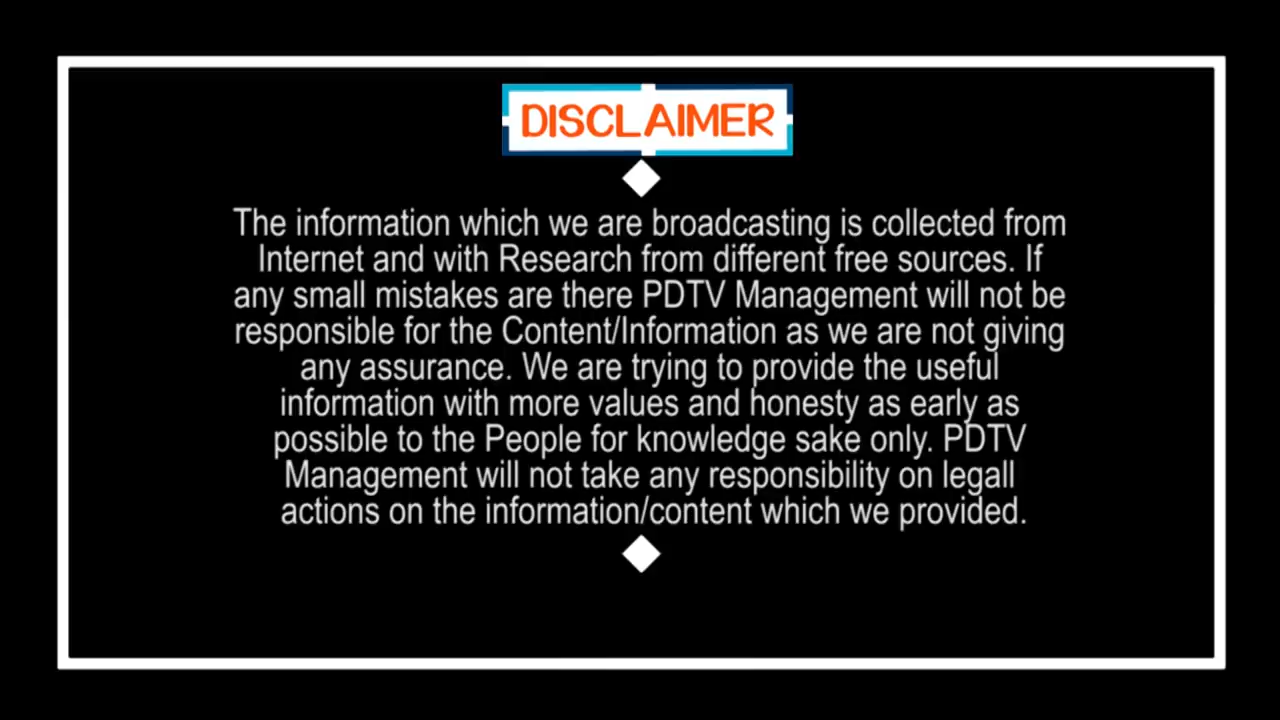 DISCLAIMER
The information which we are broadcasting is collected from
Internet and with Research from different free sources. If
any small mistakes are there PDTV Management will not be
responsible for the Content/Information as we are not giving
any assurance. We are trying to provide the useful
information with more values and honesty as early as
possible to the People for knowledge sake only. PDTV
Management will not take any responsibility on legall
actions on the information/content which we provided.